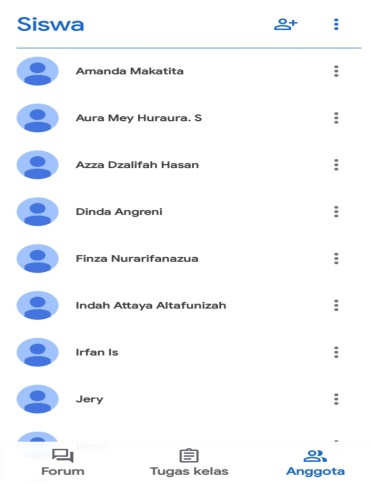 Siswa
Amanda Makatita
Aura Mey Huraura. S
Azza Dzalifah Hasan
Dinda Angreni
Finza Nurarifanazua
Indah Attaya Altafunizah
Irfan Is
Jery
Forum
Tugas kelas
Anggota